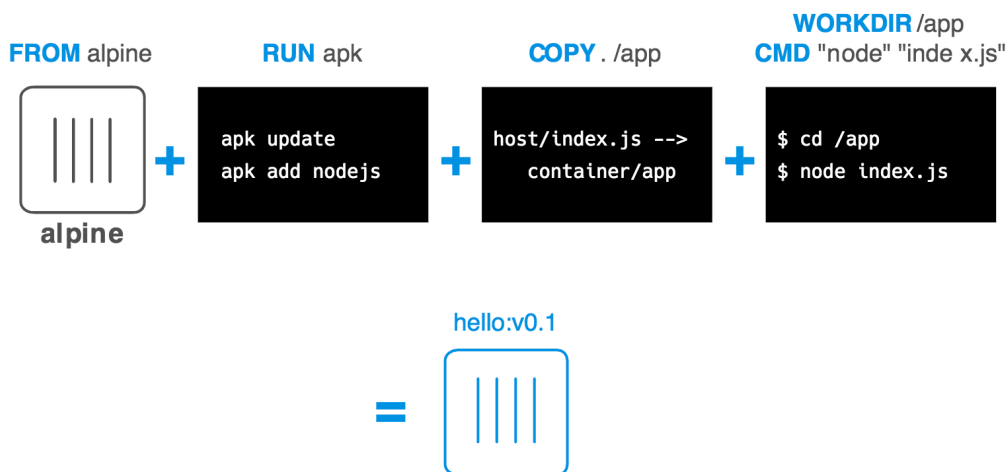 FROM alpine
RUN apk
COPY . /app
WORKDIR /app
CMD "node" "inde x.js"
apk update
apk add nodejs
host/index.js -->
container/app
$ cd /app
$ node index.js
alpine
hello:v0.1